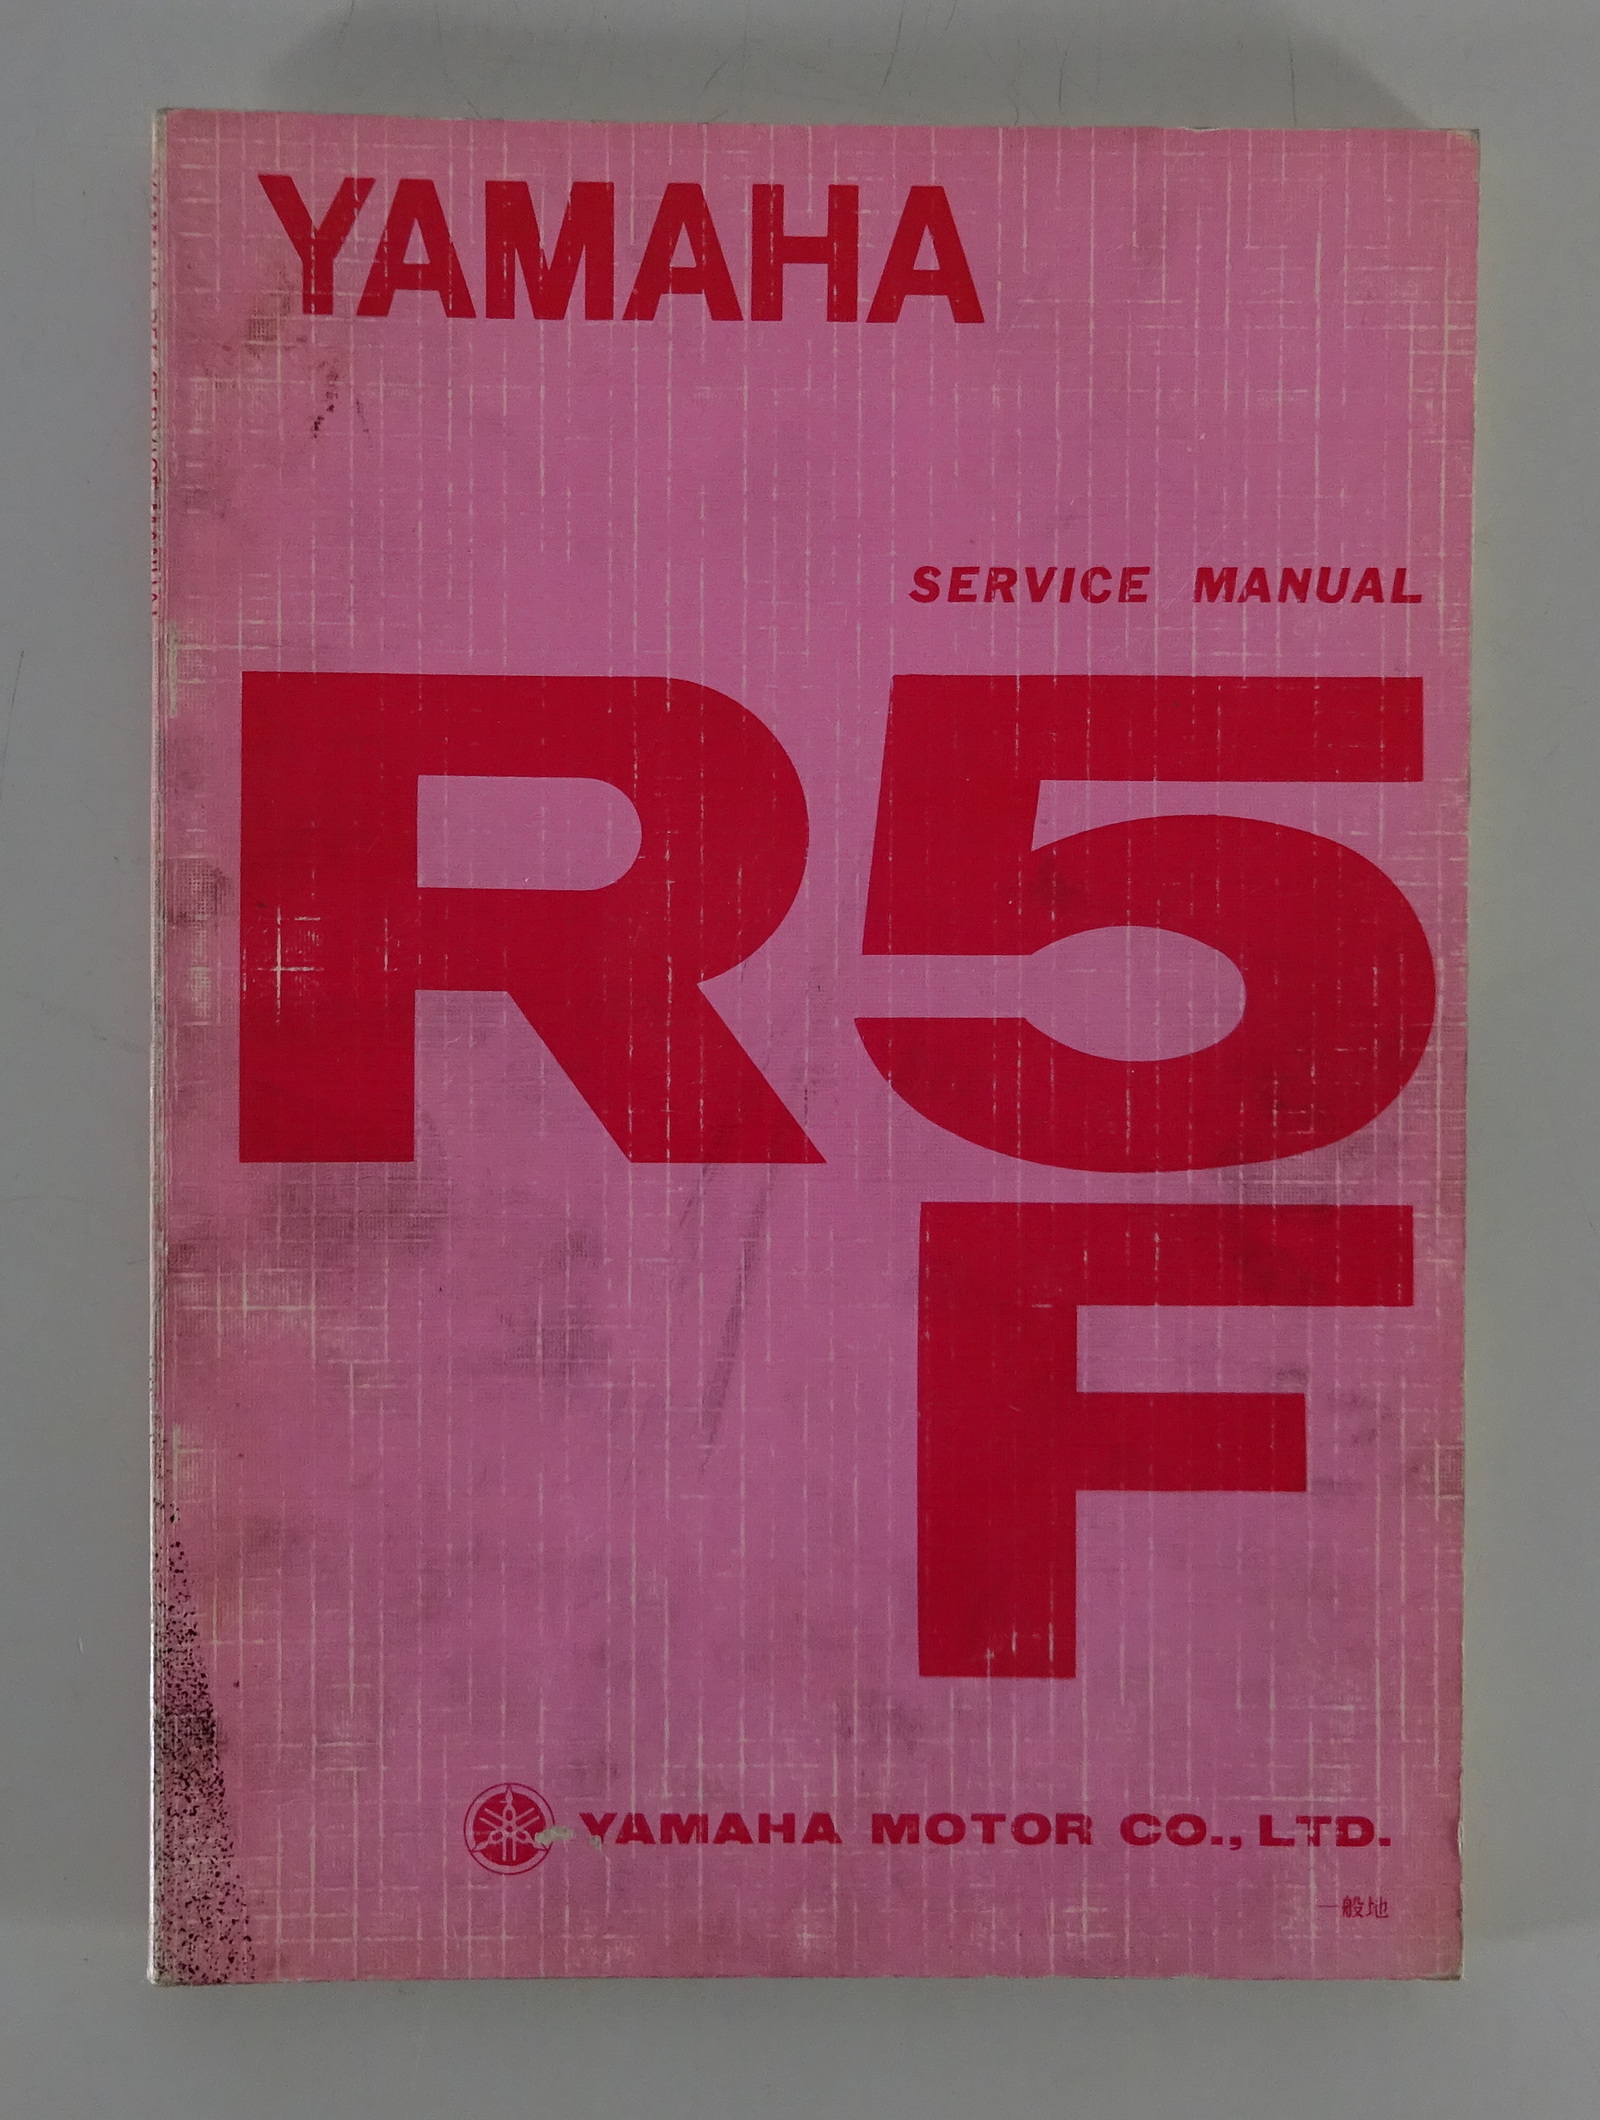 YAMAHA
SERVICE MANUAL
R5
F
YAMAHA MOTOR CO., LTD.
一般地